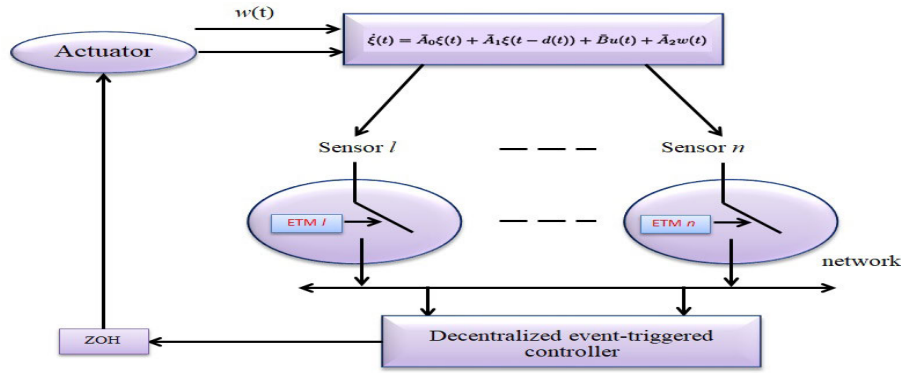 w(t)
Actuator
ξ̇(t) = Ā₀ξ(t) + Ā₁ξ(t − d(t)) + B̄u(t) + Ā₂w(t)
Sensor l
Sensor n
ETM l
ETM n
network
ZOH
Decentralized event-triggered
controller